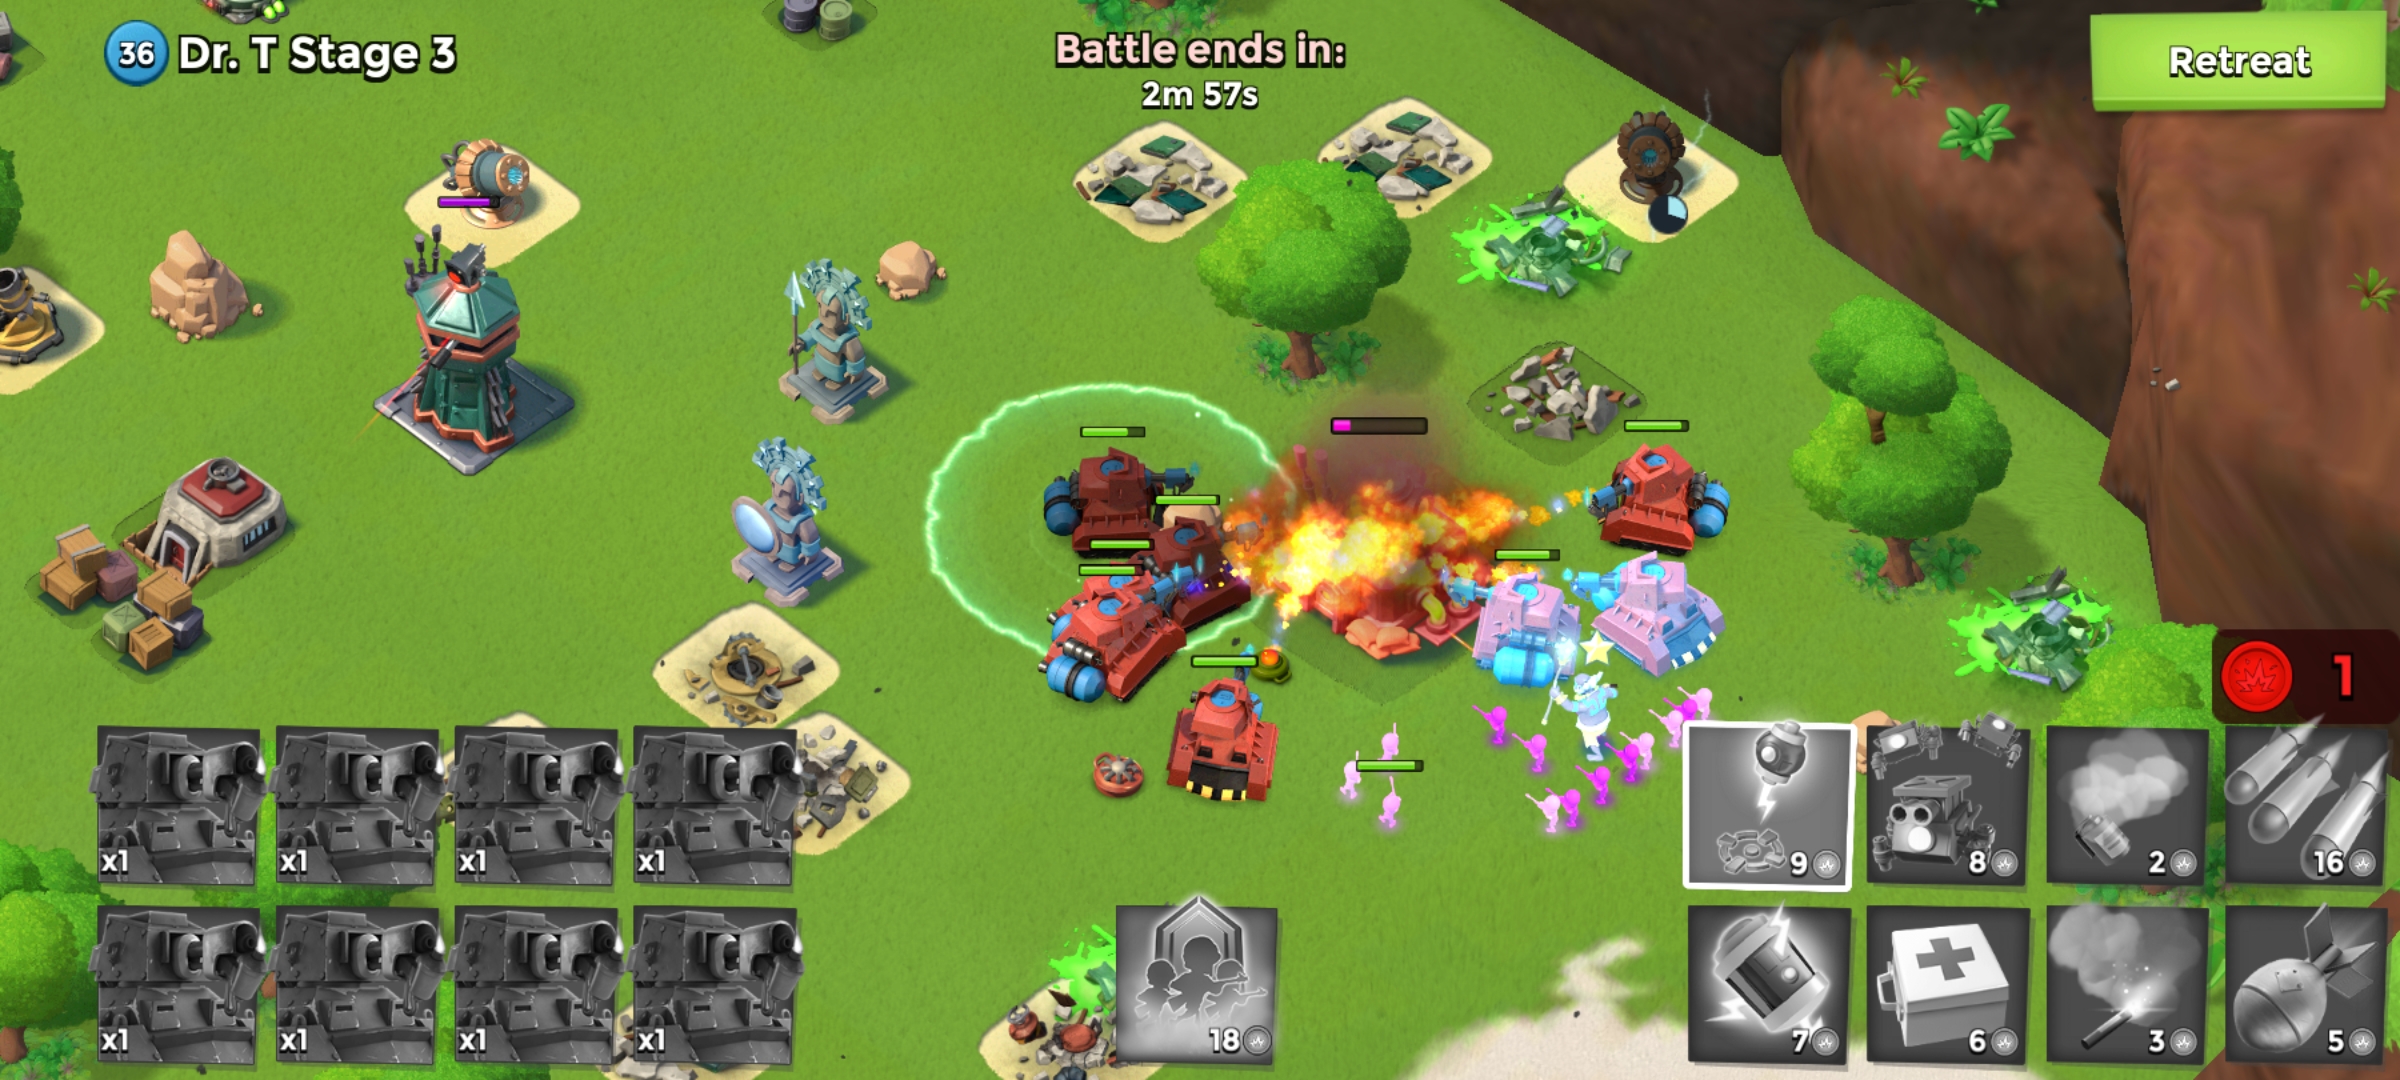 36 Dr. T Stage 3
Battle ends in:
2m 57s
Retreat
1
x1 x1 x1 x1
9 8 2 16
x1 x1 x1 x1
18
7 6 3 5